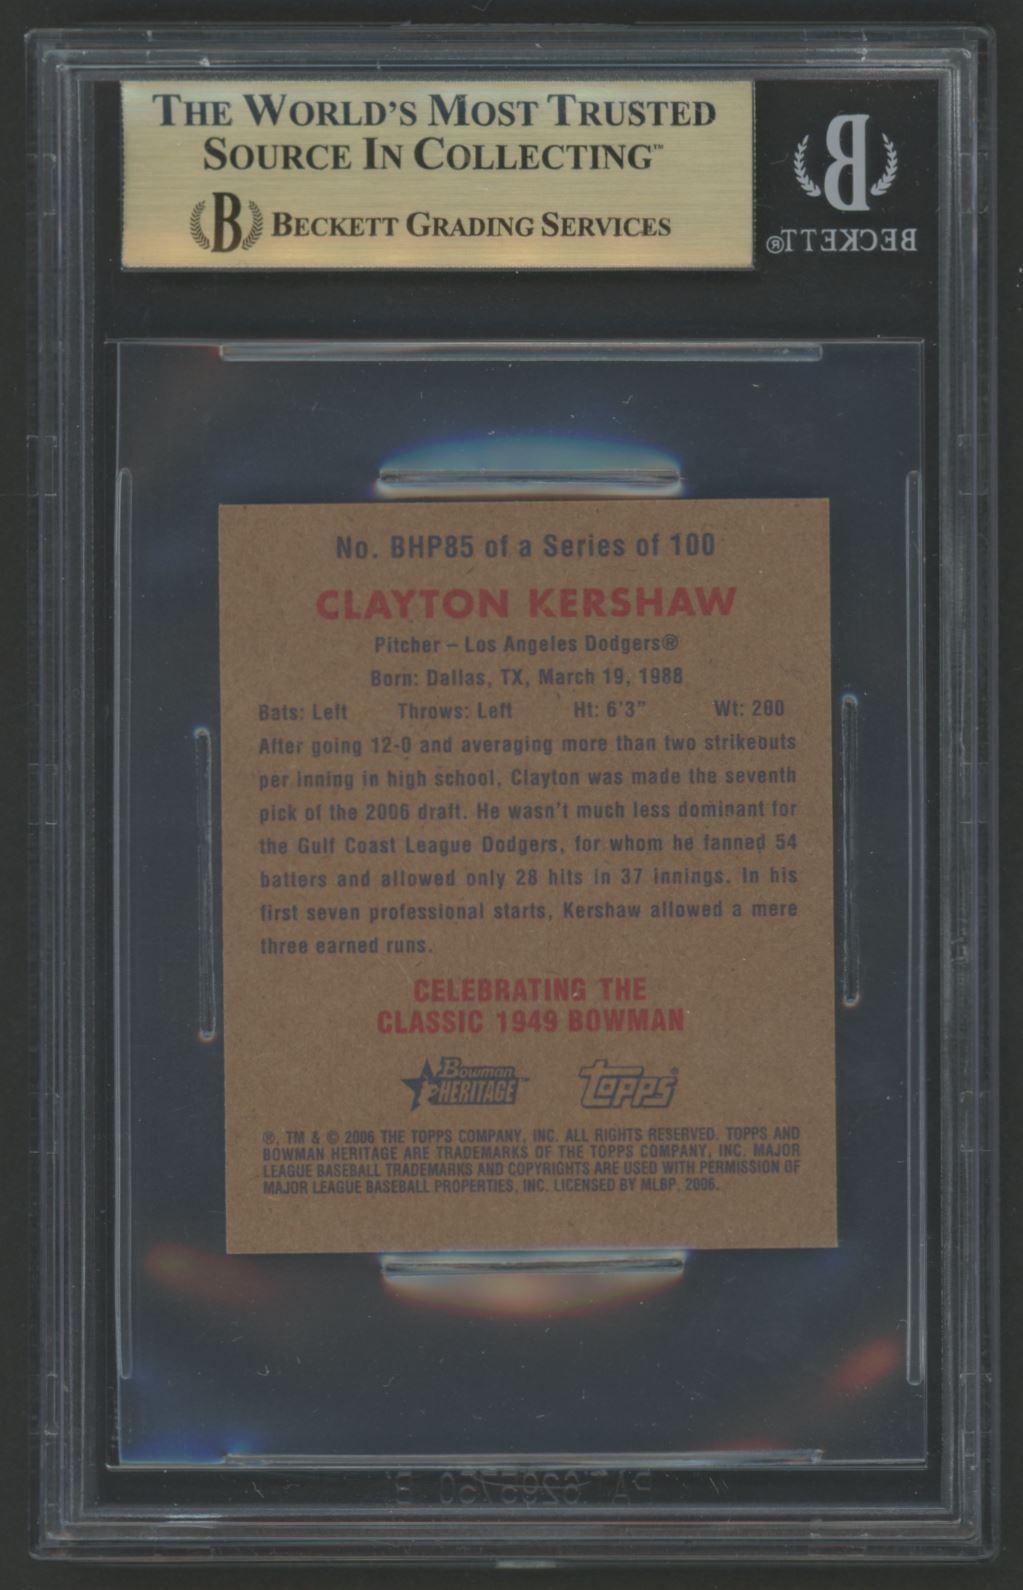 THE WORLD'S MOST TRUSTED
SOURCE IN COLLECTING™
B BECKETT GRADING SERVICES
B
BECKETT®
No. BHP85 of a Series of 100
CLAYTON KERSHAW
Pitcher – Los Angeles Dodgers®
Born: Dallas, TX, March 19, 1988
Bats: Left Throws: Left Ht: 6'3" Wt: 200
After going 12-0 and averaging more than two strikeouts
per inning in high school, Clayton was made the seventh
pick of the 2006 draft. He wasn't much less dominant for
the Gulf Coast League Dodgers, for whom he fanned 54
batters and allowed only 28 hits in 37 innings. In his
first seven professional starts, Kershaw allowed a mere
three earned runs.
CELEBRATING THE
CLASSIC 1949 BOWMAN
Bowman HERITAGE™ topps®
®, TM & © 2006 THE TOPPS COMPANY, INC. ALL RIGHTS RESERVED. TOPPS AND
BOWMAN HERITAGE ARE TRADEMARKS OF THE TOPPS COMPANY, INC. MAJOR
LEAGUE BASEBALL TRADEMARKS AND COPYRIGHTS ARE USED WITH PERMISSION OF
MAJOR LEAGUE BASEBALL PROPERTIES, INC. LICENSED BY MLBP, 2006.